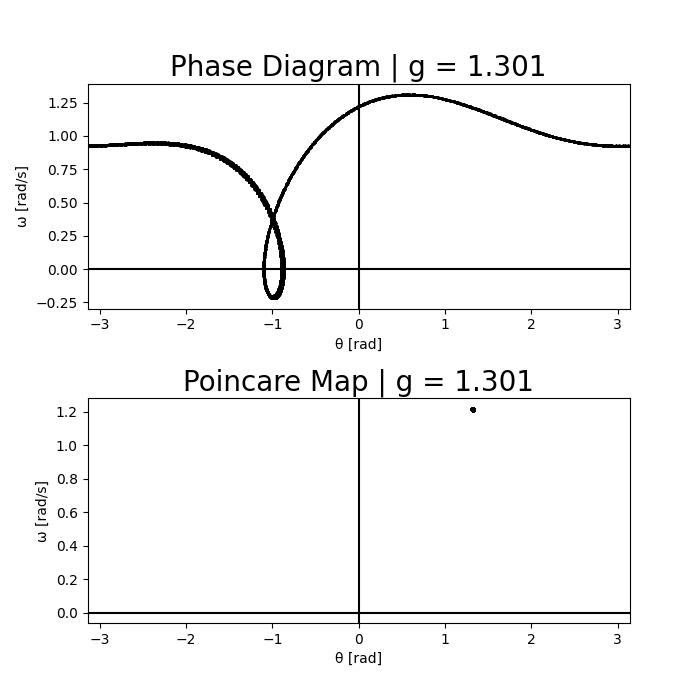 Phase Diagram | g = 1.301
1.25
1.00
0.75
0.50
0.25
0.00
−0.25
ω [rad/s]
−3 −2 −1 0 1 2 3
θ [rad]
Poincare Map | g = 1.301
1.2
1.0
0.8
0.6
0.4
0.2
0.0
ω [rad/s]
−3 −2 −1 0 1 2 3
θ [rad]